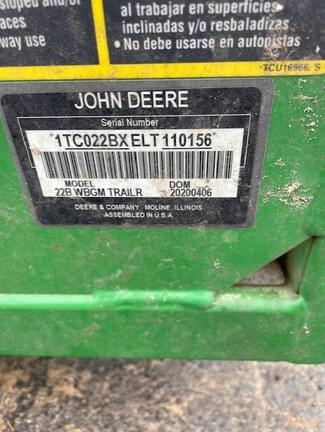 sloped and/or
aces
way use
al trabajar en superficies
inclinadas y/o resbaladizas
• No debe usarse en autopistas
TCU16966, S
JOHN DEERE
Serial Number
*1TC022BXELT110156*
MODEL DOM
22B WBGM TRAILR 20200406
DEERE & COMPANY MOLINE, ILLINOIS
ASSEMBLED IN U.S.A.